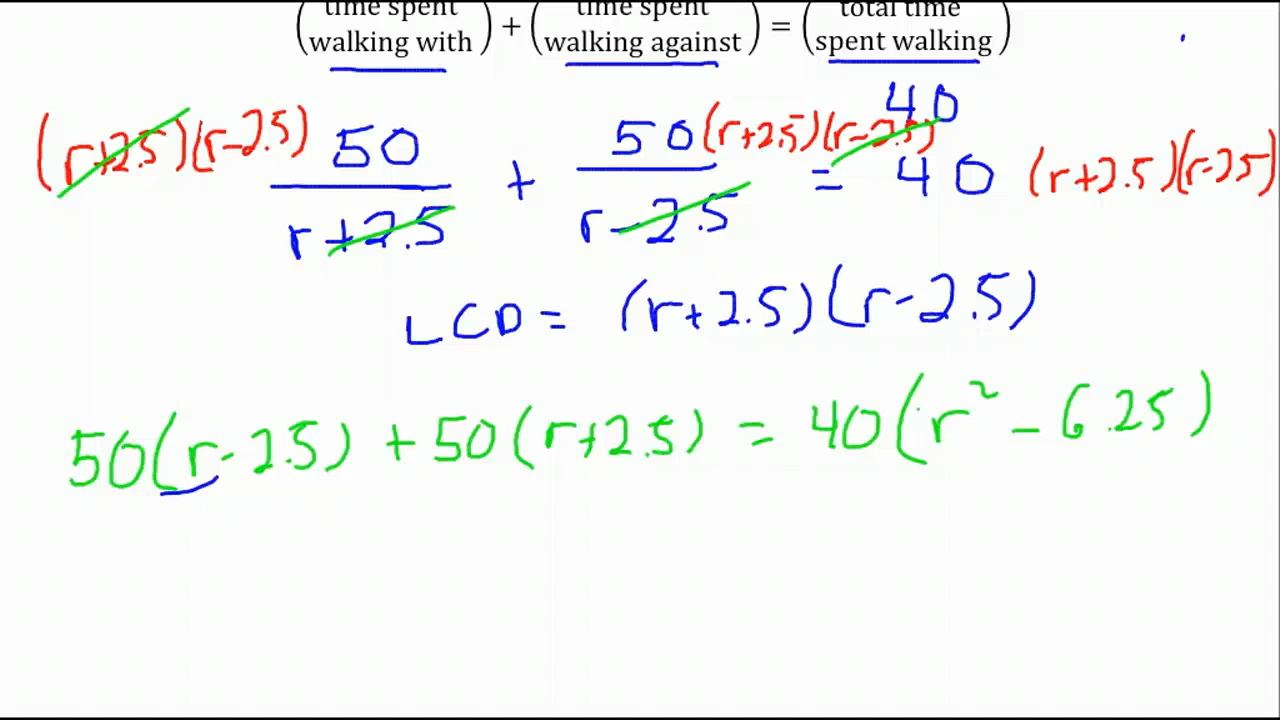 (time spent walking with) + (time spent walking against) = (total time spent walking)
40
(r+2.5)(r-2.5) 50/(r+2.5) + 50(r+2.5)(r-2.5)/(r-2.5) = 40 (r+2.5)(r-2.5)
LCD = (r+2.5)(r-2.5)
50(r-2.5) + 50(r+2.5) = 40(r² - 6.25)